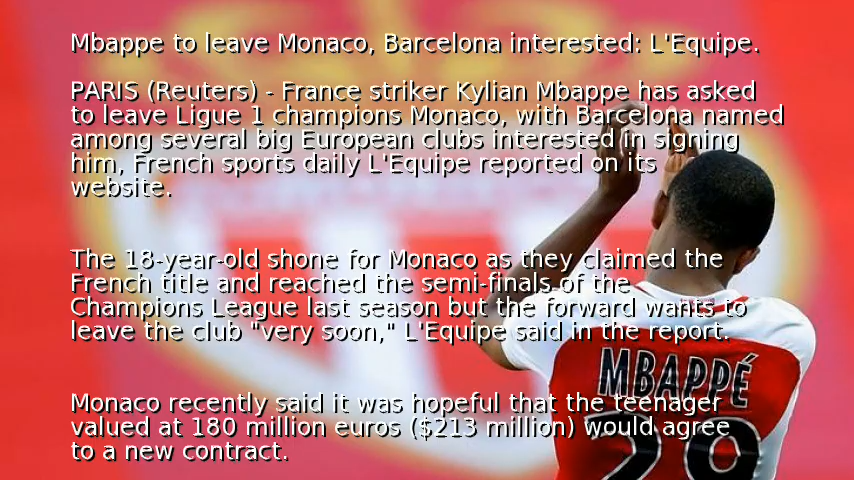 Mbappe to leave Monaco, Barcelona interested: L'Equipe.
PARIS (Reuters) - France striker Kylian Mbappe has asked
to leave Ligue 1 champions Monaco, with Barcelona named
among several big European clubs interested in signing
him, French sports daily L'Equipe reported on its
website.
The 18-year-old shone for Monaco as they claimed the
French title and reached the semi-finals of the
Champions League last season but the forward wants to
leave the club "very soon," L'Equipe said in the report.
MBAPPÉ
29
Monaco recently said it was hopeful that the teenager
valued at 180 million euros ($213 million) would agree
to a new contract.